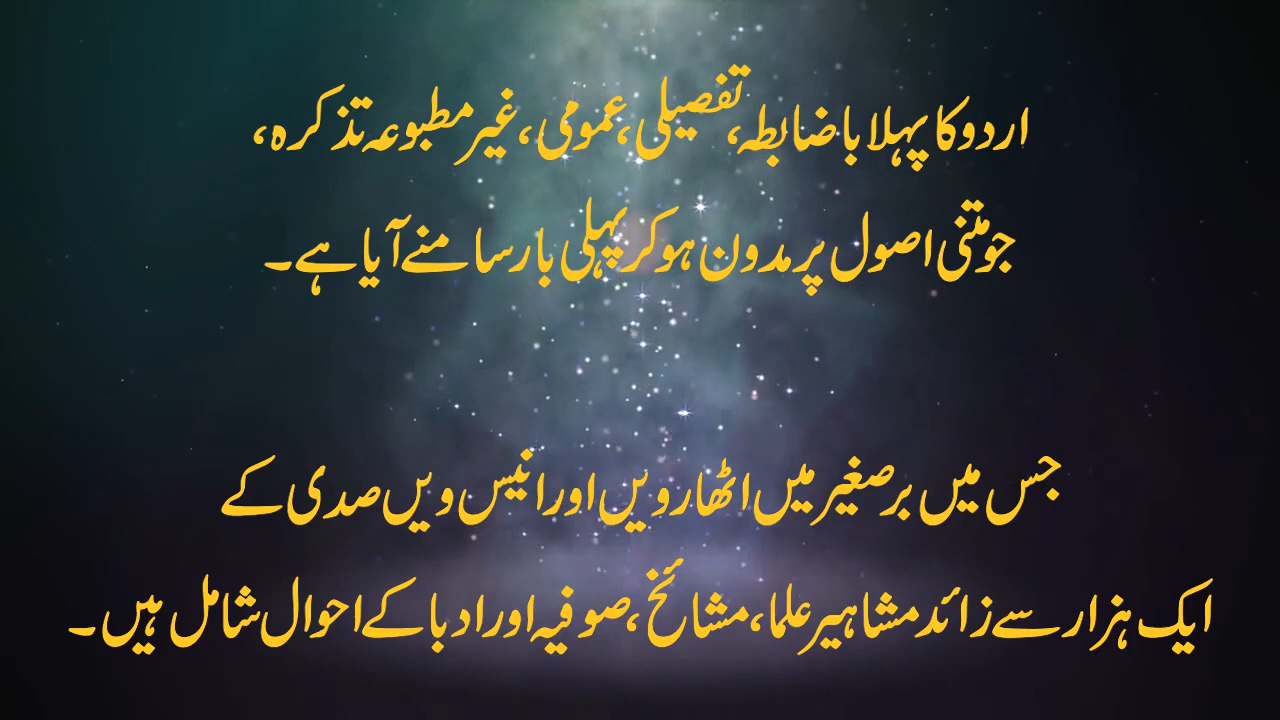 اردو کا پہلا باضابطہ، تفصیلی، عمومی، غیر مطبوعہ تذکرہ،
جو متنی اصول پر مدون ہو کر پہلی بار سامنے آیا ہے۔
جس میں برصغیر میں اٹھارویں اور انیس ویں صدی کے
ایک ہزار سے زائد مشاہیر علما، مشائخ، صوفیہ اور ادبا کے احوال شامل ہیں۔